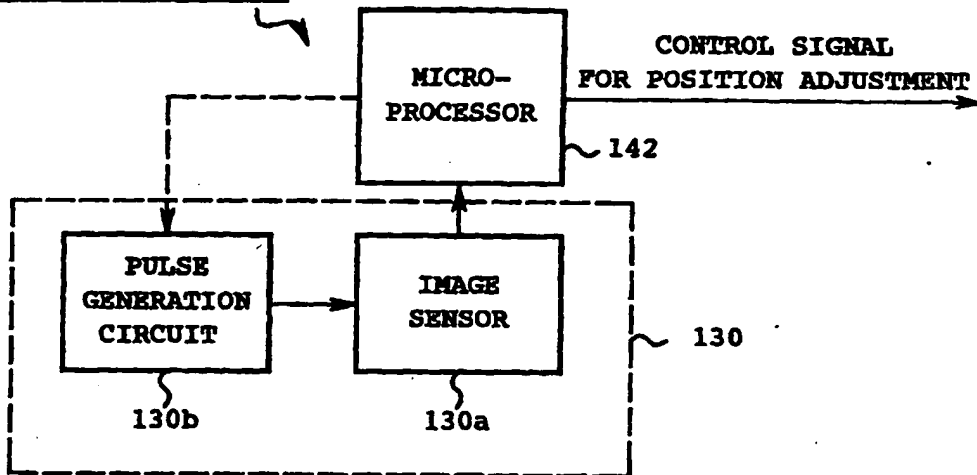 CONTROL SIGNAL
FOR POSITION ADJUSTMENT
MICRO-
PROCESSOR
142
PULSE
GENERATION
CIRCUIT
IMAGE
SENSOR
130
130b
130a